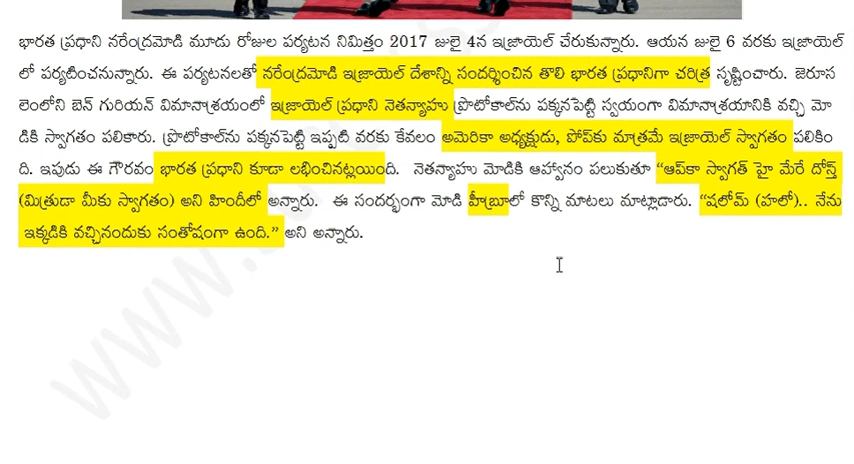 భారత ప్రధాని నరేంద్రమోడి మూడు రోజుల పర్యటన నిమిత్తం 2017 జులై 4న ఇజ్రాయెల్ చేరుకున్నారు. ఆయన జులై 6 వరకు ఇజ్రాయెల్
లో పర్యటించనున్నారు. ఈ పర్యటనలతో నరేంద్రమోడి ఇజ్రాయెల్ దేశాన్ని సందర్శించిన తొలి భారత ప్రధానిగా చరిత్ర సృష్టించారు. జెరూస
లెంలోని బెన్ గురియన్ విమానాశ్రయంలో ఇజ్రాయెల్ ప్రధాని నెతన్యాహు ప్రొటోకాల్‌ను పక్కనపెట్టి స్వయంగా విమానాశ్రయానికి వచ్చి మో
డికి స్వాగతం పలికారు. ప్రొటోకాల్‌ను పక్కనపెట్టి ఇప్పటి వరకు కేవలం అమెరికా అధ్యక్షుడు, పోప్‌కు మాత్రమే ఇజ్రాయెల్ స్వాగతం పలికిం
ది. ఇపుడు ఈ గౌరవం భారత ప్రధాని కూడా లభించినట్లయింది. నెతన్యాహు మోడికి ఆహ్వానం పలుకుతూ “ఆప్‌కా స్వాగత్ హై మేరే దోస్త్
(మిత్రుడా మీకు స్వాగతం) అని హిందీలో అన్నారు. ఈ సందర్భంగా మోడి హీబ్రూలో కొన్ని మాటలు మాట్లాడారు. “షలోమ్ (హలో).. నేను
ఇక్కడికి వచ్చినందుకు సంతోషంగా ఉంది.” అని అన్నారు.